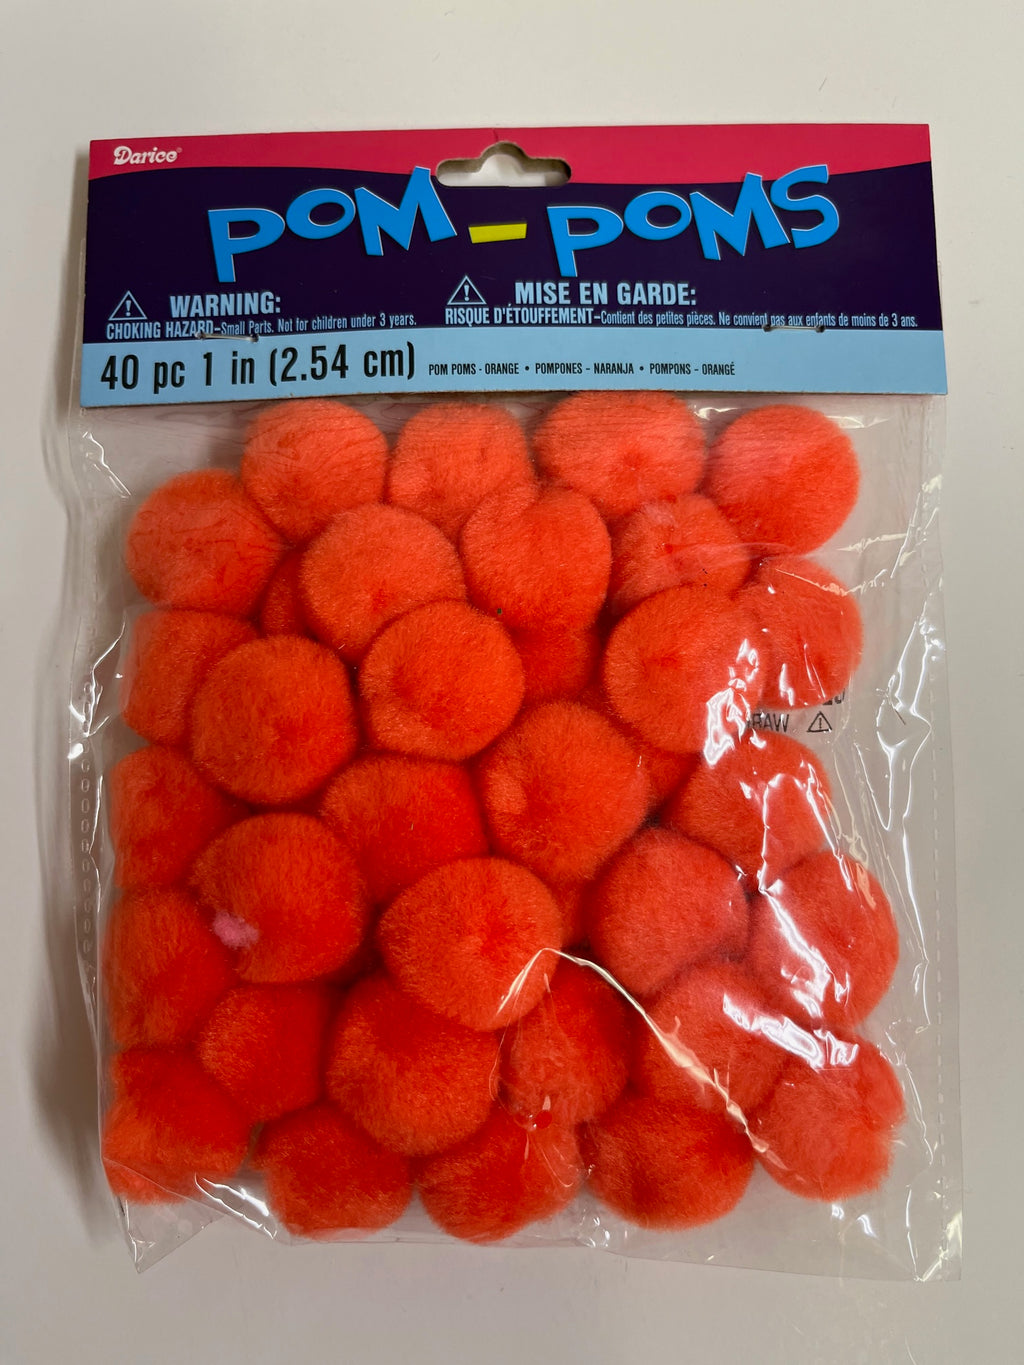 Darice®
POM-POMS
⚠ WARNING:
CHOKING HAZARD–Small Parts. Not for children under 3 years.
⚠ MISE EN GARDE:
RISQUE D'ÉTOUFFEMENT–Contient des petites pièces. Ne convient pas aux enfants de moins de 3 ans.
40 pc 1 in (2.54 cm) POM POMS - ORANGE • POMPONES - NARANJA • POMPONS - ORANGÉ